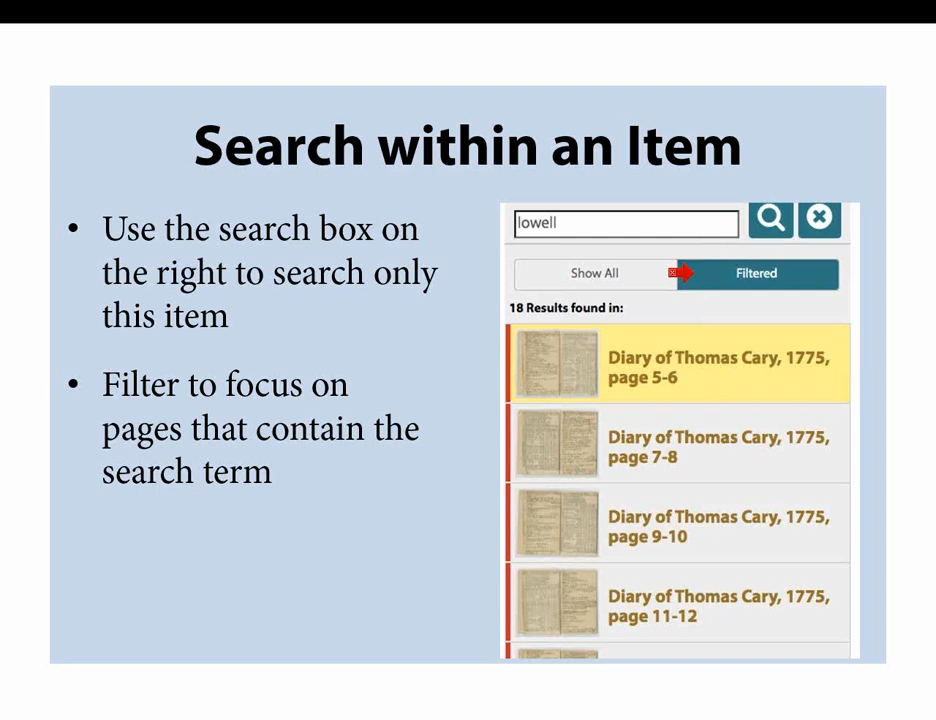 Search within an Item
• Use the search box on
the right to search only
this item
• Filter to focus on
pages that contain the
search term
lowell
Show All
Filtered
18 Results found in:
Diary of Thomas Cary, 1775,
page 5-6
Diary of Thomas Cary, 1775,
page 7-8
Diary of Thomas Cary, 1775,
page 9-10
Diary of Thomas Cary, 1775,
page 11-12